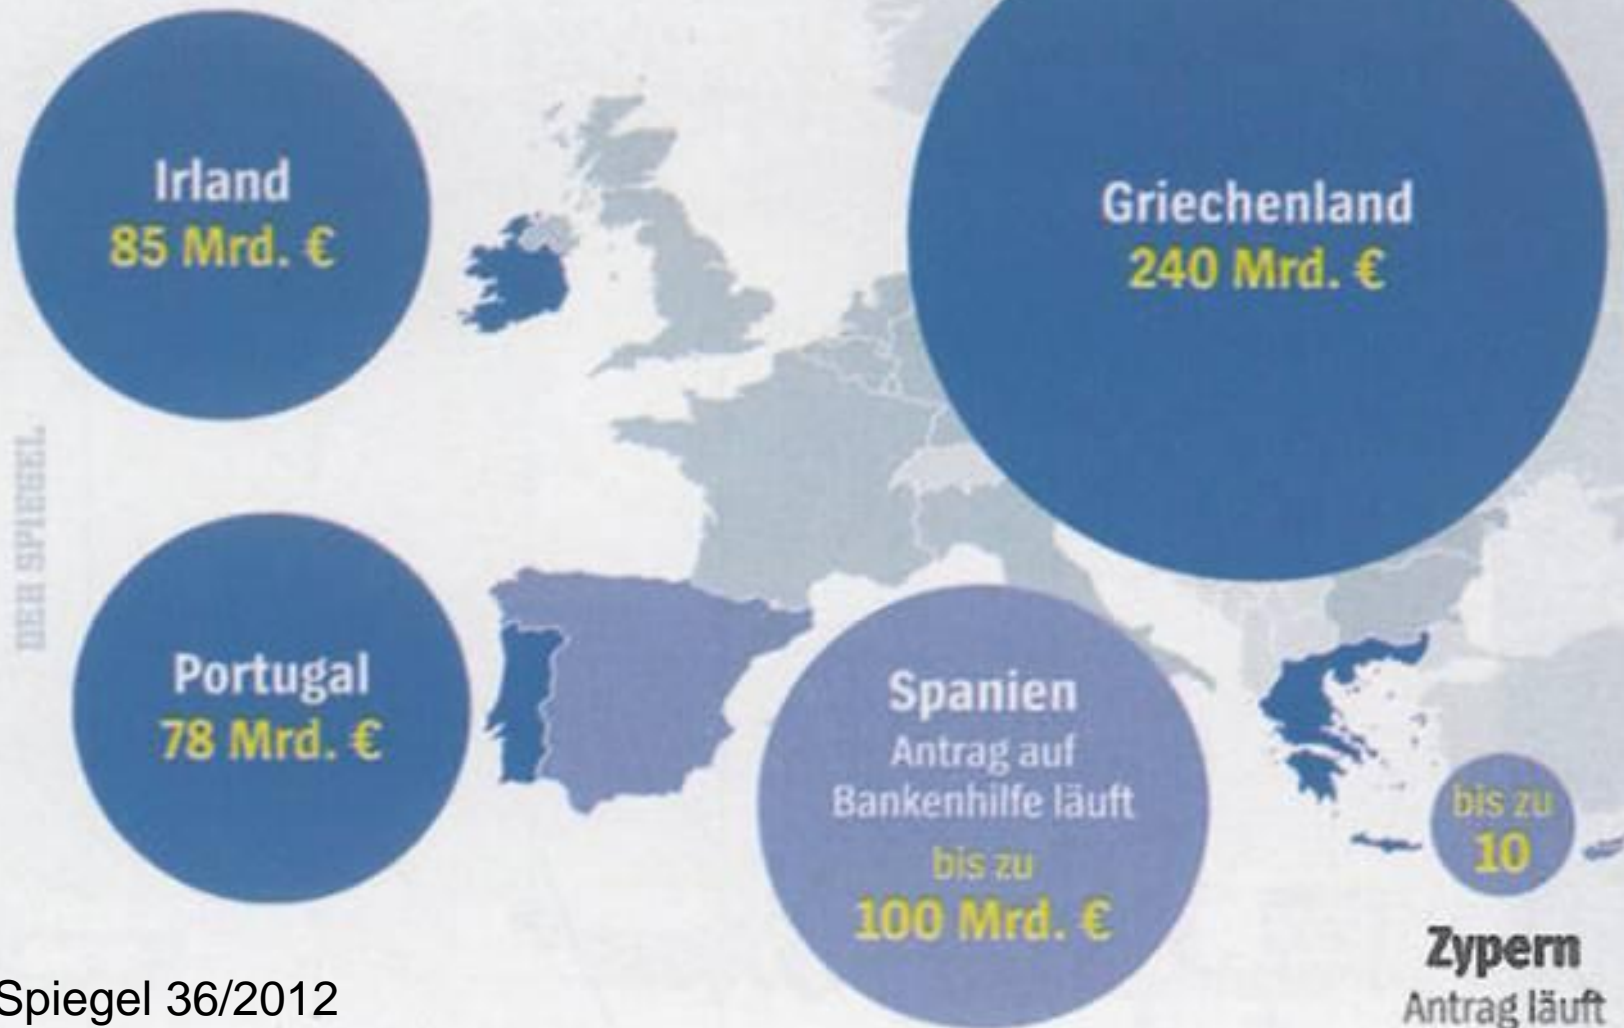 Irland
85 Mrd. €
Griechenland
240 Mrd. €
DER SPIEGEL
Portugal
78 Mrd. €
Spanien
Antrag auf
Bankenhilfe läuft
bis zu
100 Mrd. €
bis zu
10
Zypern
Antrag läuft
Spiegel 36/2012